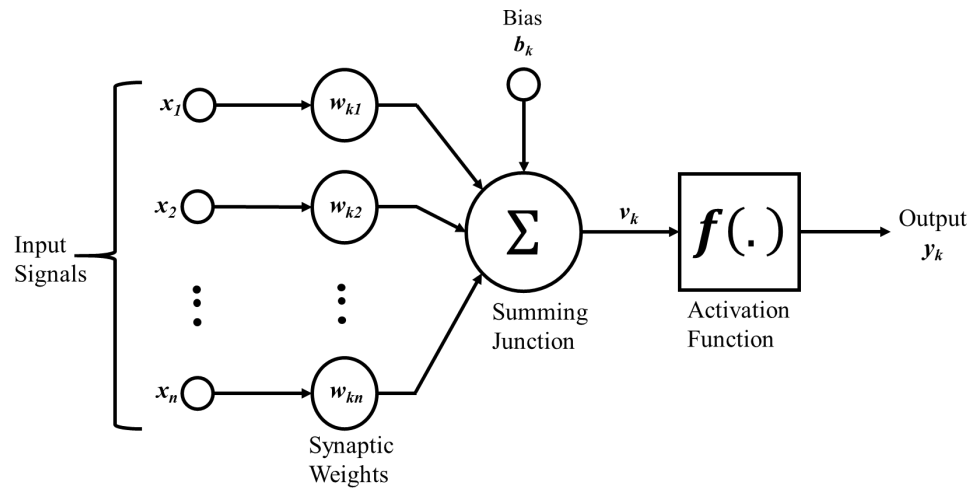 Bias
b_k
x_1
w_k1
x_2
w_k2
Input
Signals
Σ
v_k
f(.)
Output
y_k
Summing
Junction
Activation
Function
x_n
w_kn
Synaptic
Weights